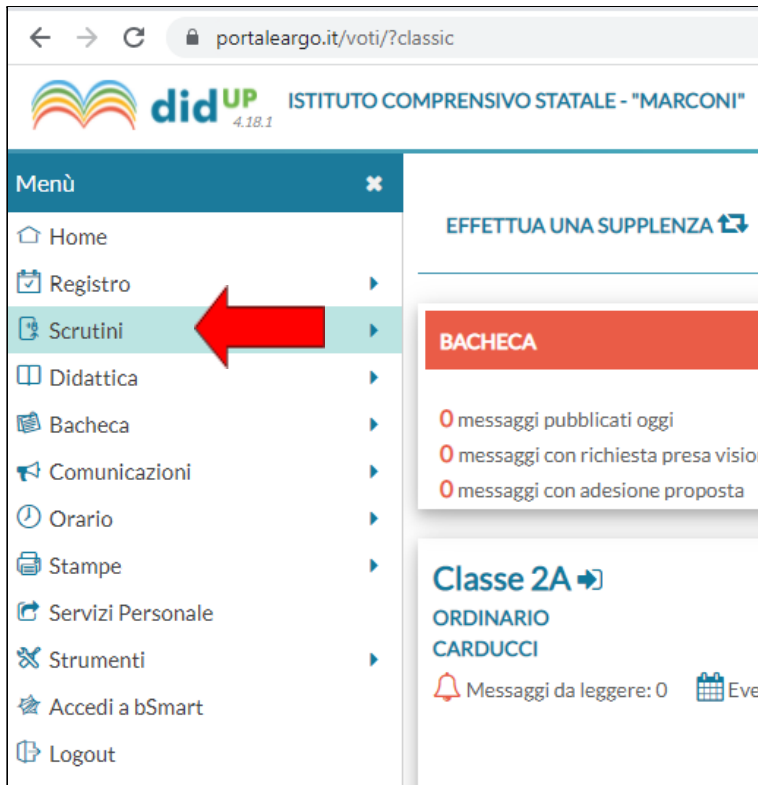 portaleargo.it/voti/?classic
didUP 4.18.1 ISTITUTO COMPRENSIVO STATALE - "MARCONI"
Menù
Home
Registro
Scrutini
Didattica
Bacheca
Comunicazioni
Orario
Stampe
Servizi Personale
Strumenti
Accedi a bSmart
Logout
EFFETTUA UNA SUPPLENZA
BACHECA
0 messaggi pubblicati oggi
0 messaggi con richiesta presa visio
0 messaggi con adesione proposta
Classe 2A
ORDINARIO
CARDUCCI
Messaggi da leggere: 0 Eve